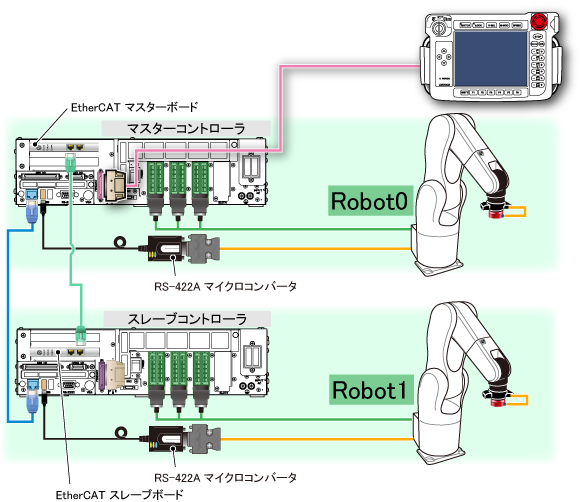 EtherCAT マスターボード
マスターコントローラ
Robot0
RS-422A マイクロコンバータ
スレーブコントローラ
Robot1
RS-422A マイクロコンバータ
EtherCAT スレーブボード